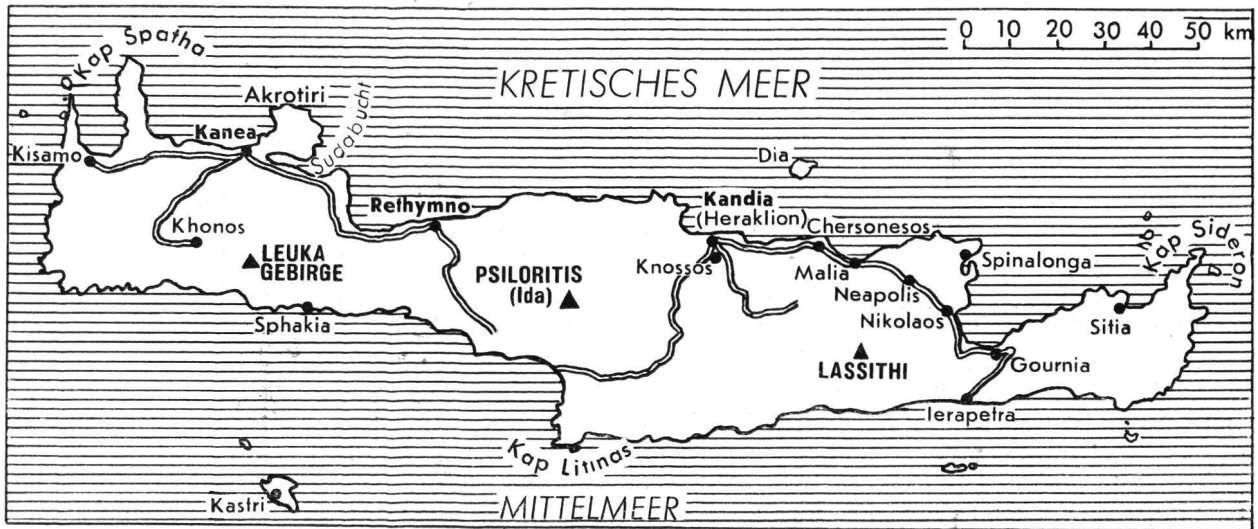 0 10 20 30 40 50 km
Kap Spatha
KRETISCHES MEER
Akrotiri
Sudabucht
Kanea
Kisamo
Dia
Rethymno
Kandia
(Heraklion)
Chersonesos
Khonos
LEUKA
GEBIRGE
PSILORITIS
(Ida)
Knossos
Malia
Neapolis
Nikolaos
Spinalonga
Kap Sideron
Sphakia
Sitia
LASSITHI
Gournia
Ierapetra
Kap Litinas
Kastri
MITTELMEER